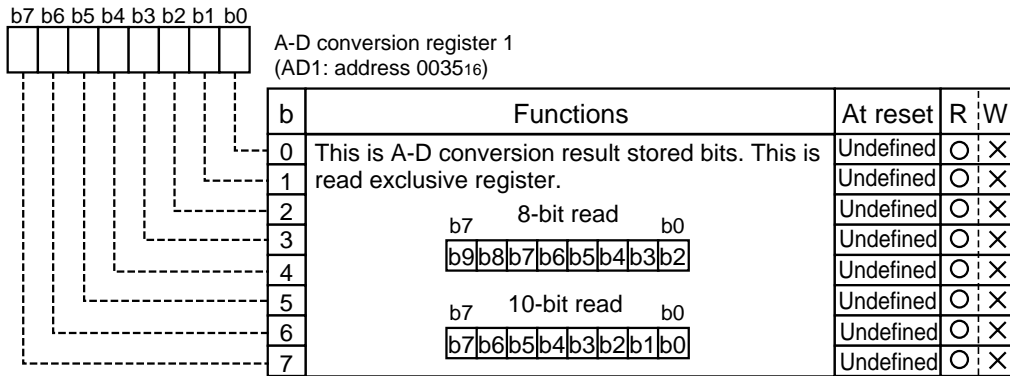 b7 b6 b5 b4 b3 b2 b1 b0
A-D conversion register 1
(AD1: address 003516)
b Functions At reset R W
0 This is A-D conversion result stored bits. This is Undefined O ×
1 read exclusive register. Undefined O ×
2 8-bit read Undefined O ×
b7 b0
3 b9 b8 b7 b6 b5 b4 b3 b2 Undefined O ×
4 Undefined O ×
5 10-bit read Undefined O ×
b7 b0
6 b7 b6 b5 b4 b3 b2 b1 b0 Undefined O ×
7 Undefined O ×